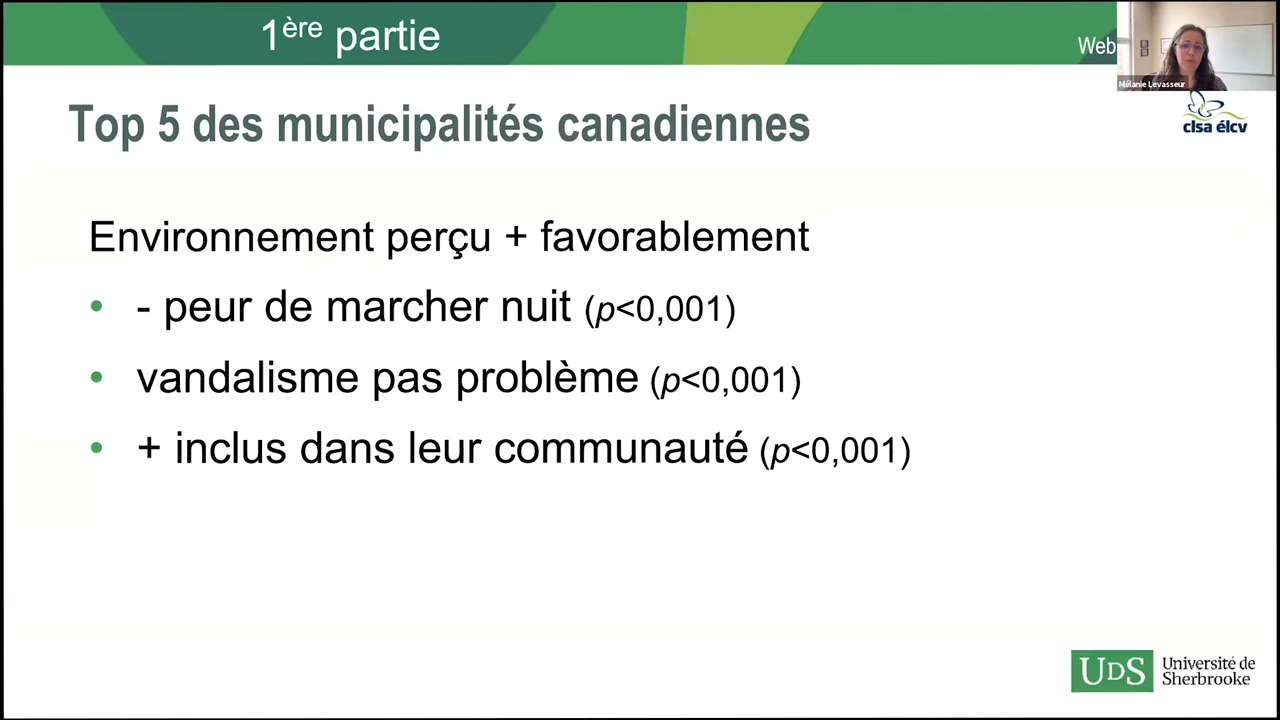 1ère partie
Web
Mélanie Levasseur
clsa élcv
Top 5 des municipalités canadiennes
Environnement perçu + favorablement
• - peur de marcher nuit (p<0,001)
• vandalisme pas problème (p<0,001)
• + inclus dans leur communauté (p<0,001)
UDS Université de
Sherbrooke